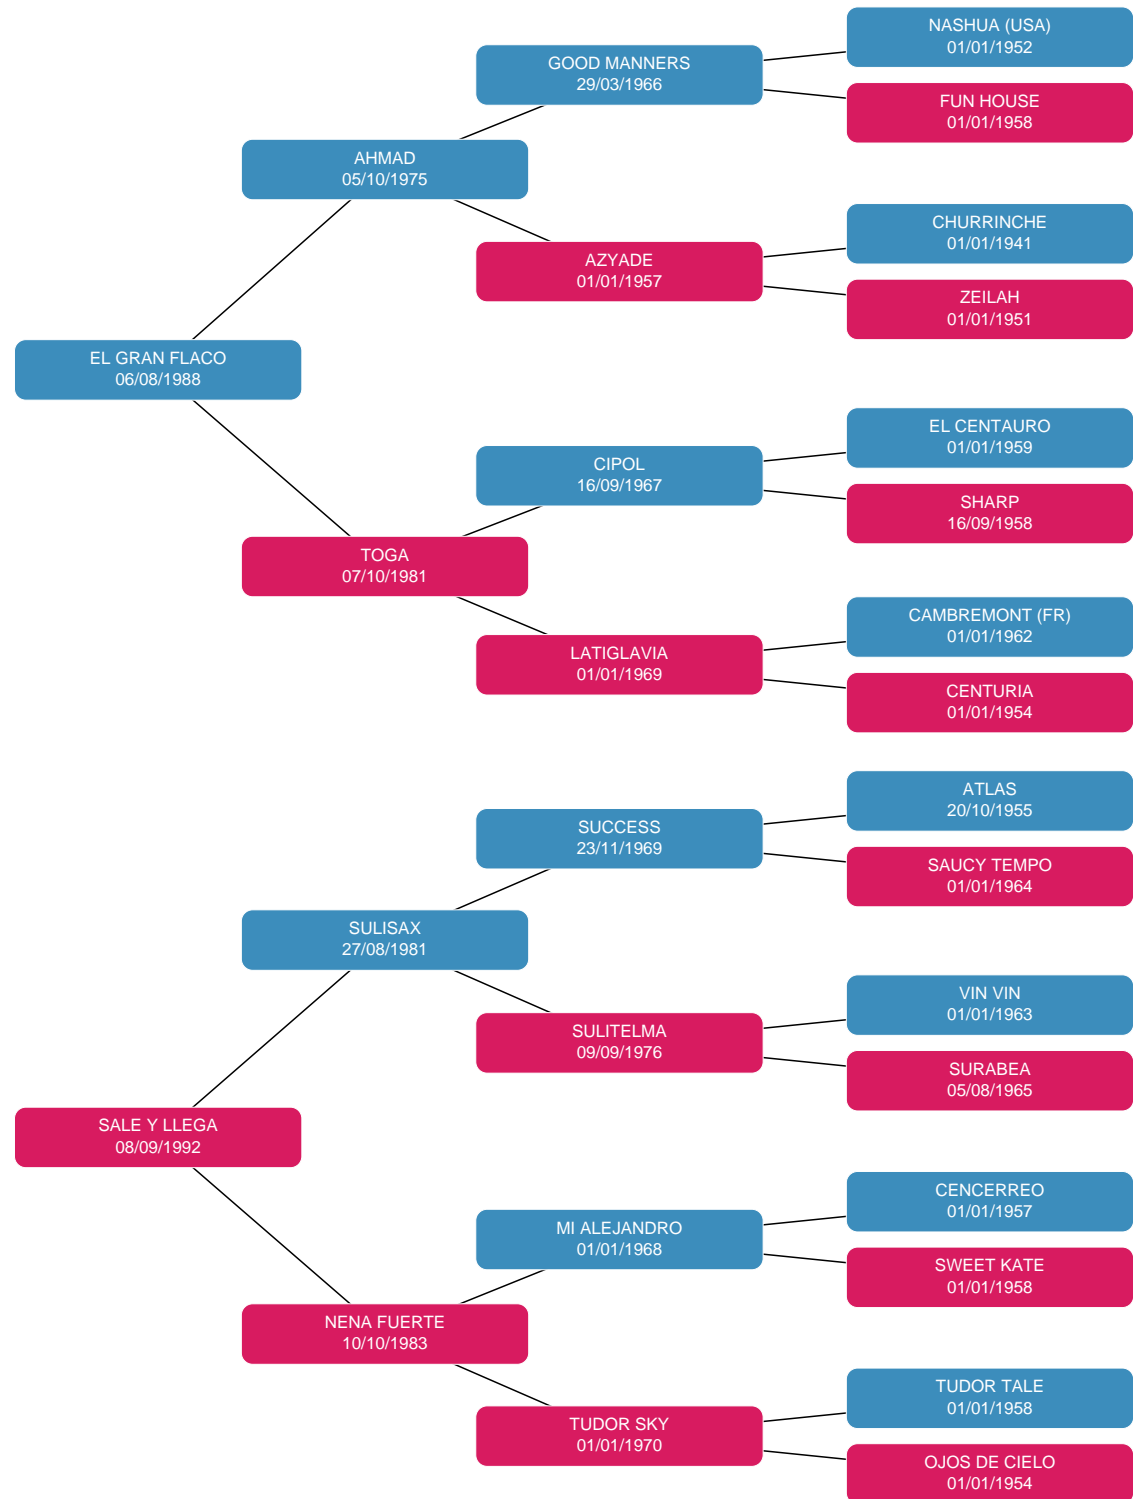 NASHUA (USA)
01/01/1952
GOOD MANNERS
29/03/1966
FUN HOUSE
01/01/1958
AHMAD
05/10/1975
CHURRINCHE
01/01/1941
AZYADE
01/01/1957
ZEILAH
01/01/1951
EL GRAN FLACO
06/08/1988
EL CENTAURO
01/01/1959
CIPOL
16/09/1967
SHARP
16/09/1958
TOGA
07/10/1981
CAMBREMONT (FR)
01/01/1962
LATIGLAVIA
01/01/1969
CENTURIA
01/01/1954
ATLAS
20/10/1955
SUCCESS
23/11/1969
SAUCY TEMPO
01/01/1964
SULISAX
27/08/1981
VIN VIN
01/01/1963
SULITELMA
09/09/1976
SURABEA
05/08/1965
SALE Y LLEGA
08/09/1992
CENCERREO
01/01/1957
MI ALEJANDRO
01/01/1968
SWEET KATE
01/01/1958
NENA FUERTE
10/10/1983
TUDOR TALE
01/01/1958
TUDOR SKY
01/01/1970
OJOS DE CIELO
01/01/1954